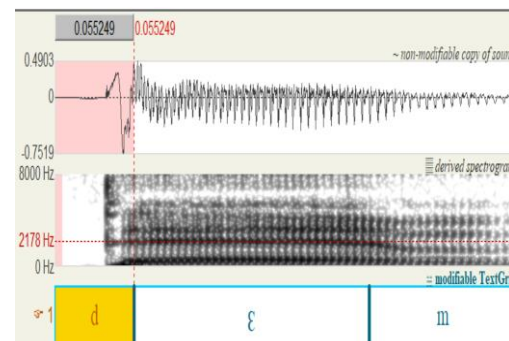 0.055249 0.055249
0.4903
~ non-modifiable copy of soun
0
-0.7519
8000 Hz
derived spectrogra
2178 Hz
0 Hz
modifiable TextGr
1 d ɛ m